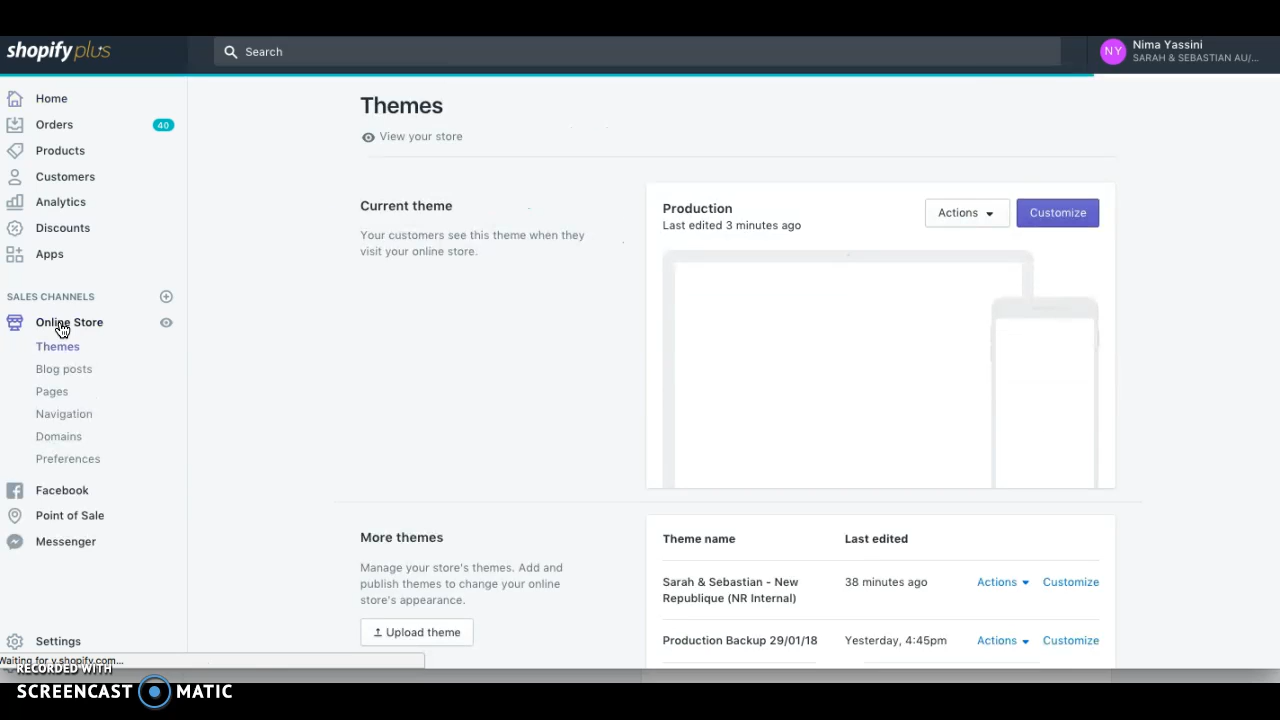 shopify plus
Search
NY
Nima Yassini
SARAH & SEBASTIAN AU/...
Home
Orders
40
Products
Customers
Analytics
Discounts
Apps
SALES CHANNELS
Online Store
Themes
Blog posts
Pages
Navigation
Domains
Preferences
Facebook
Point of Sale
Messenger
Settings
Waiting for v.shopify.com...
Themes
View your store
Current theme
Your customers see this theme when they
visit your online store.
Production
Last edited 3 minutes ago
Actions
Customize
More themes
Manage your store's themes. Add and
publish themes to change your online
store's appearance.
Upload theme
Theme name Last edited
Sarah & Sebastian - New
Republique (NR Internal)
38 minutes ago
Actions
Customize
Production Backup 29/01/18
Yesterday, 4:45pm
Actions
Customize
RECORDED WITH
SCREENCAST MATIC